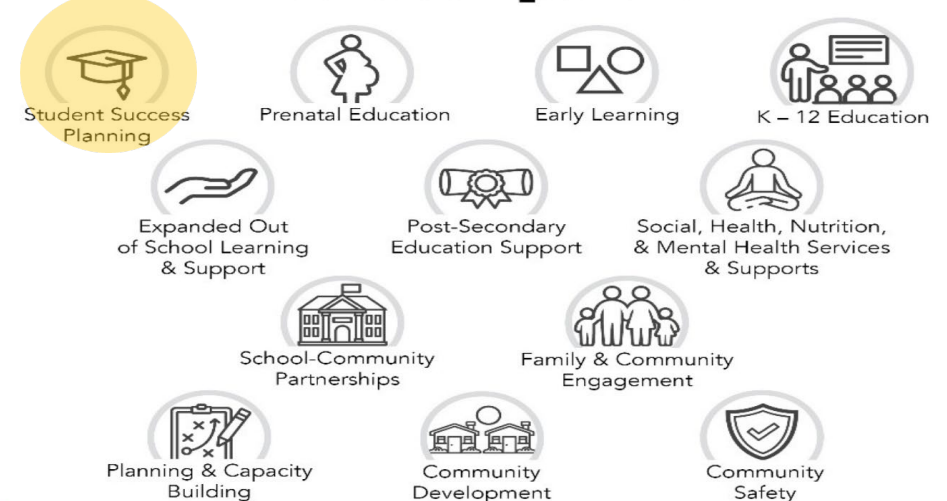 Student Success
Planning
Prenatal Education
Early Learning
K – 12 Education
Expanded Out
of School Learning
& Support
Post-Secondary
Education Support
Social, Health, Nutrition,
& Mental Health Services
& Supports
School-Community
Partnerships
Family & Community
Engagement
Planning & Capacity
Building
Community
Development
Community
Safety